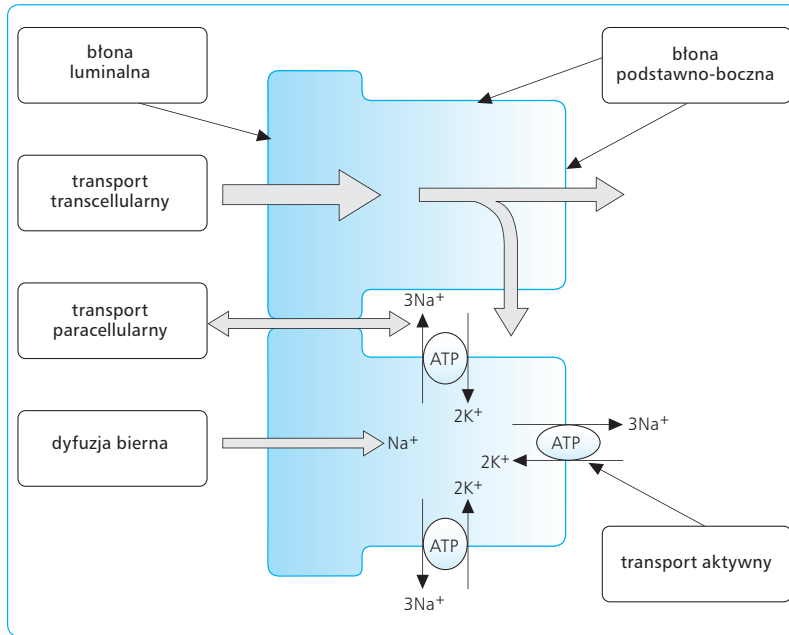 błona
luminalna
błona
podstawno-boczna
transport
transcellularny
transport
paracellularny
3Na⁺
ATP
2K⁺
dyfuzja bierna
Na⁺
3Na⁺
ATP
2K⁺
2K⁺
ATP
3Na⁺
transport aktywny